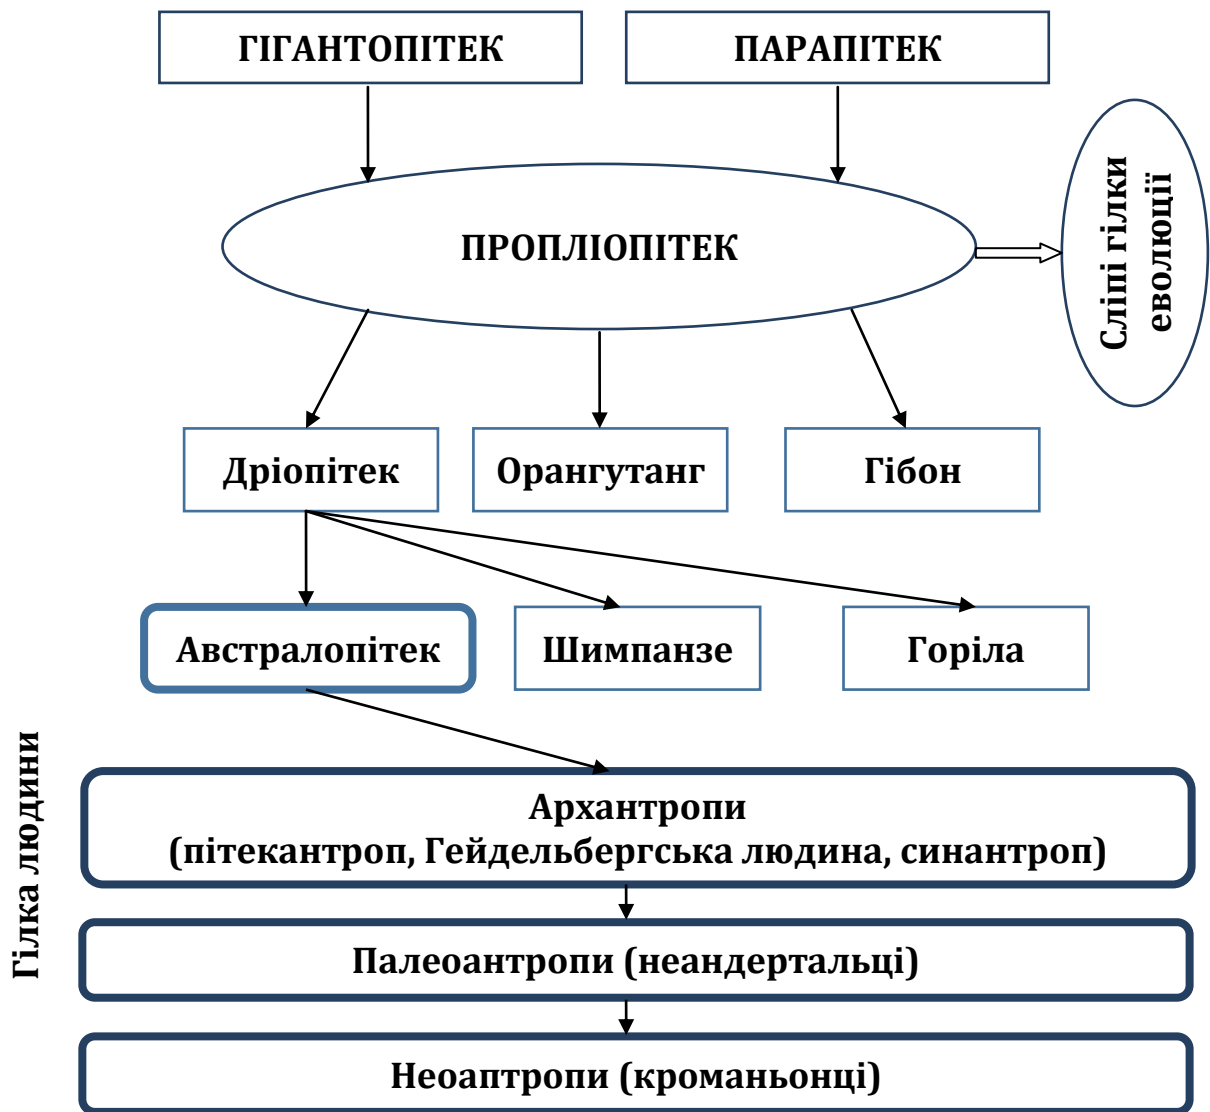 ГІГАНТОПІТЕК
ПАРАПІТЕК
ПРОПЛІОПІТЕК
Сліпі гілки
еволюції
Дріопітек
Орангутанг
Гібон
Австралопітек
Шимпанзе
Горіла
Гілка людини
Архантропи
(пітекантроп, Гейдельбергська людина, синантроп)
Палеоантропи (неандертальці)
Неоаптропи (кроманьонці)